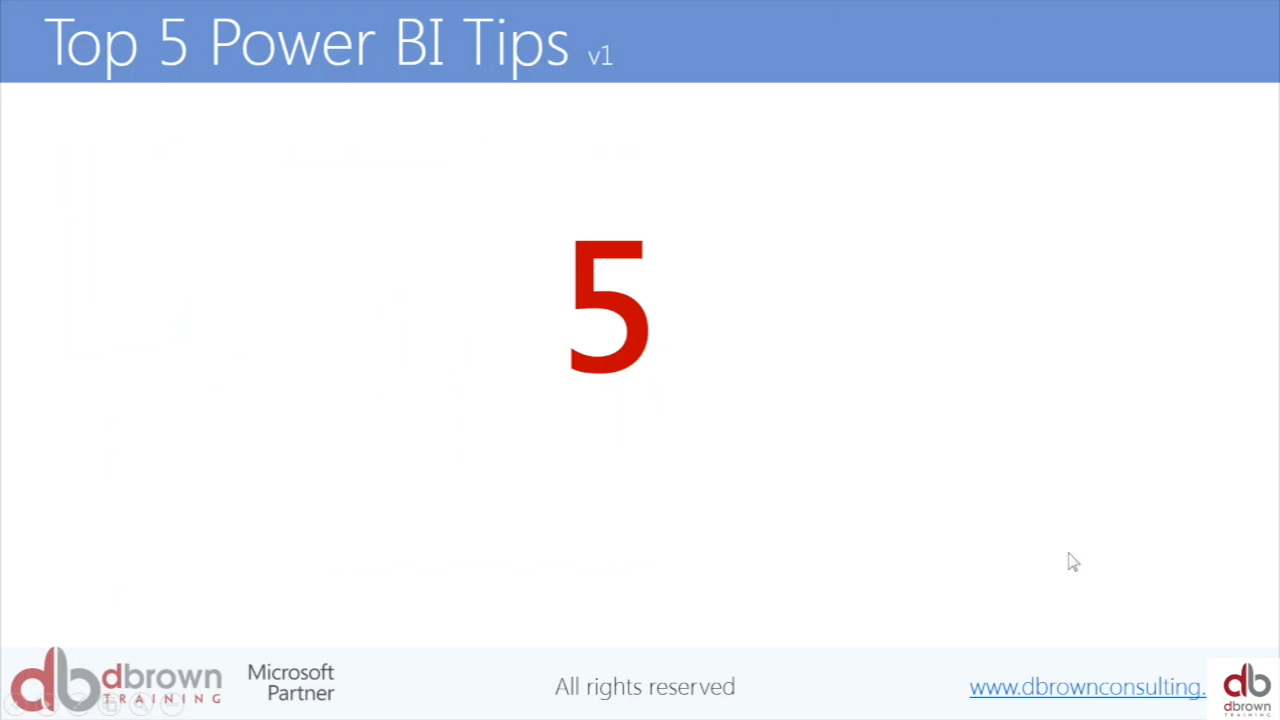 Top 5 Power BI Tips v1
5
dbrown
TRAINING
Microsoft
Partner
All rights reserved
www.dbrownconsulting.
db
dbrown
TRAINING